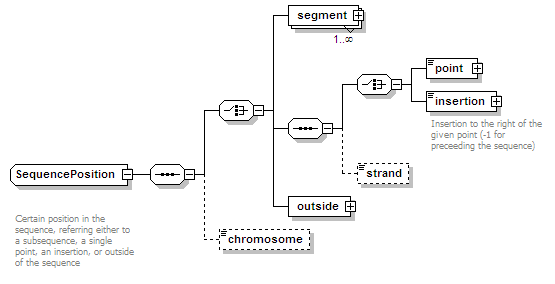 segment
1..∞
point
insertion
Insertion to the right of the
given point (-1 for
preceeding the sequence)
SequencePosition
strand
outside
Certain position in the
sequence, referring either to
a subsequence, a single
point, an insertion, or outside
of the sequence
chromosome